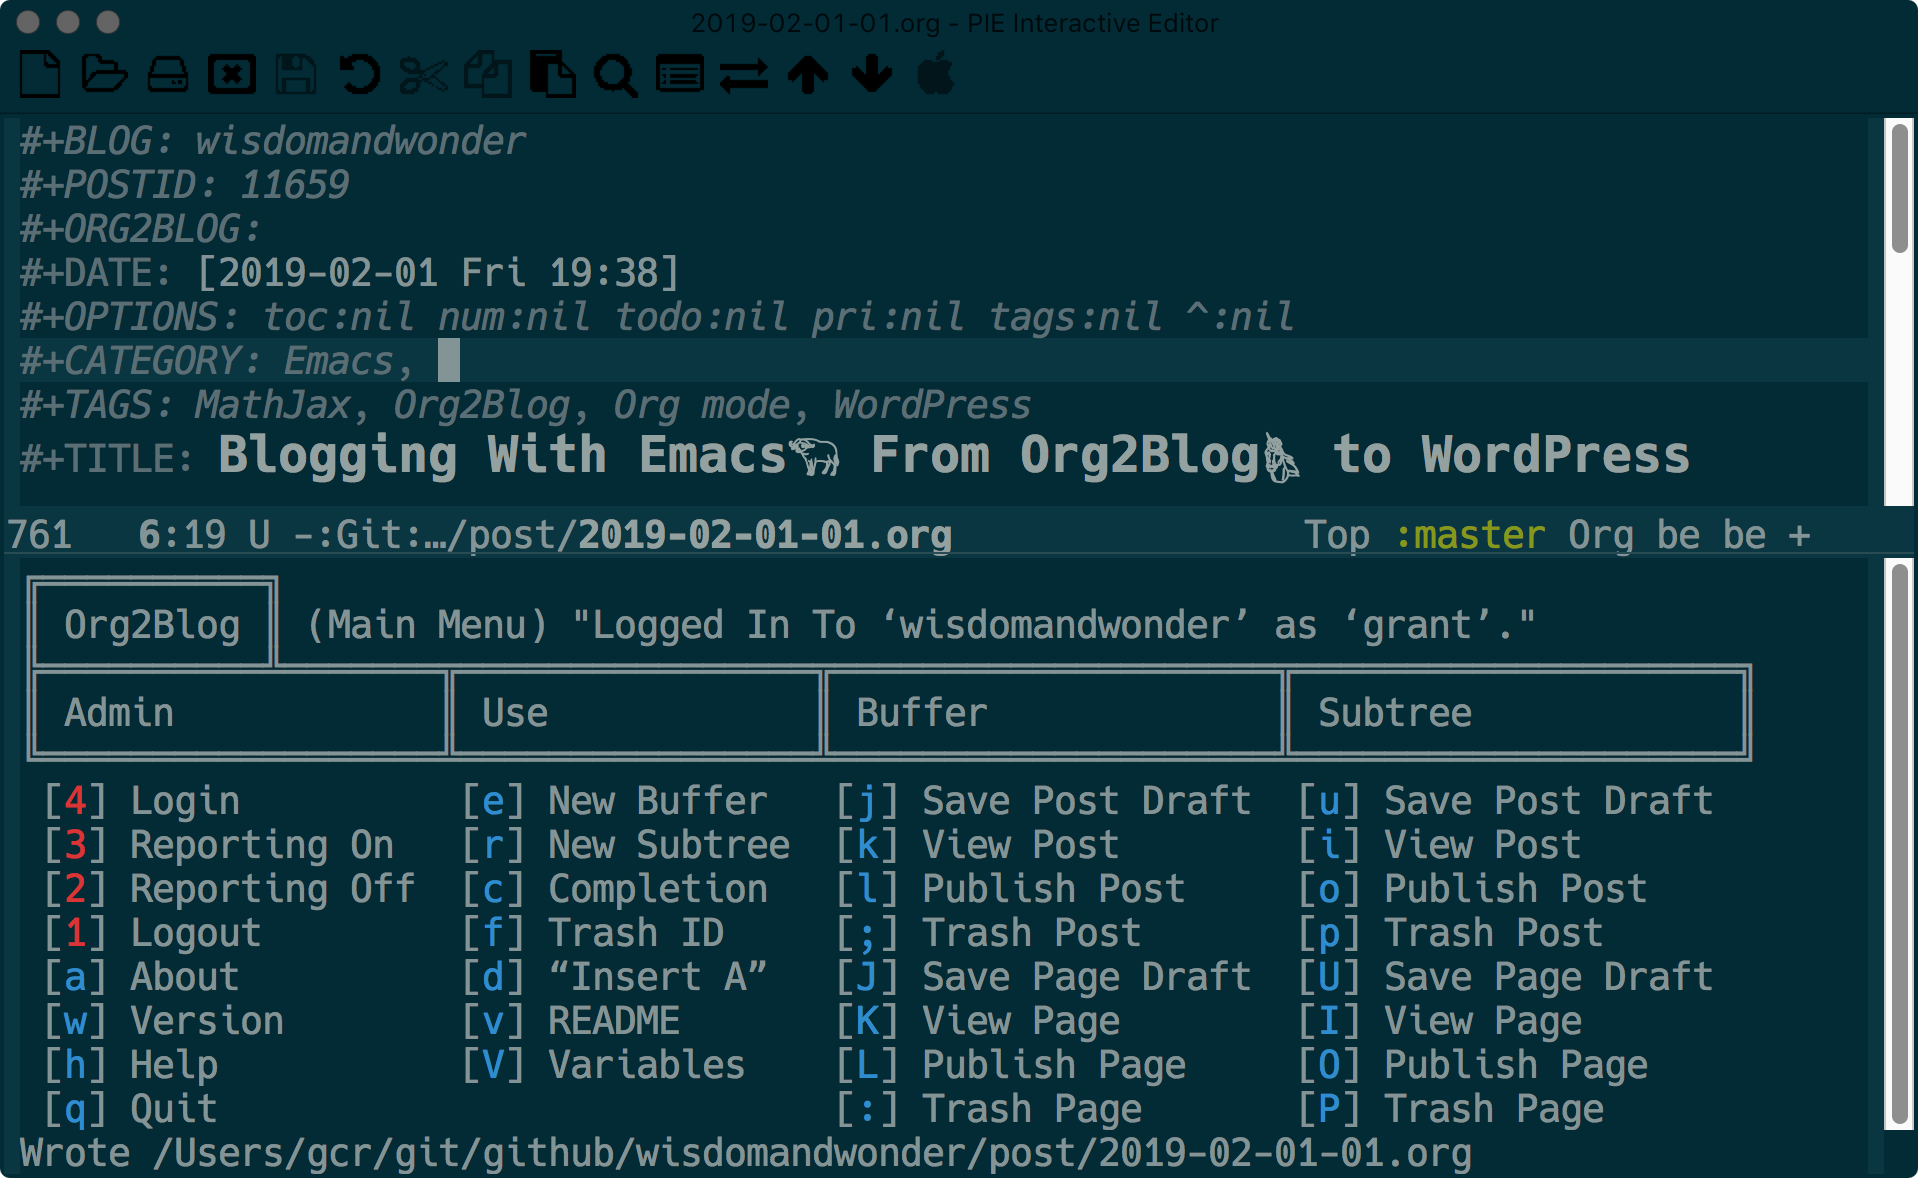 2019-02-01-01.org - PIE Interactive Editor
#+BLOG: wisdomandwonder
#+POSTID: 11659
#+ORG2BLOG:
#+DATE: [2019-02-01 Fri 19:38]
#+OPTIONS: toc:nil num:nil todo:nil pri:nil tags:nil ^:nil
#+CATEGORY: Emacs,
#+TAGS: MathJax, Org2Blog, Org mode, WordPress
#+TITLE: Blogging With Emacs🐃 From Org2Blog🦄 to WordPress
761 6:19 U -:Git:…/post/2019-02-01-01.org Top :master Org be be +
Org2Blog (Main Menu) "Logged In To ‘wisdomandwonder’ as ‘grant’."
Admin Use Buffer Subtree
[4] Login [e] New Buffer [j] Save Post Draft [u] Save Post Draft
[3] Reporting On [r] New Subtree [k] View Post [i] View Post
[2] Reporting Off [c] Completion [l] Publish Post [o] Publish Post
[1] Logout [f] Trash ID [;] Trash Post [p] Trash Post
[a] About [d] “Insert A” [J] Save Page Draft [U] Save Page Draft
[w] Version [v] README [K] View Page [I] View Page
[h] Help [V] Variables [L] Publish Page [O] Publish Page
[q] Quit [:] Trash Page [P] Trash Page
Wrote /Users/gcr/git/github/wisdomandwonder/post/2019-02-01-01.org